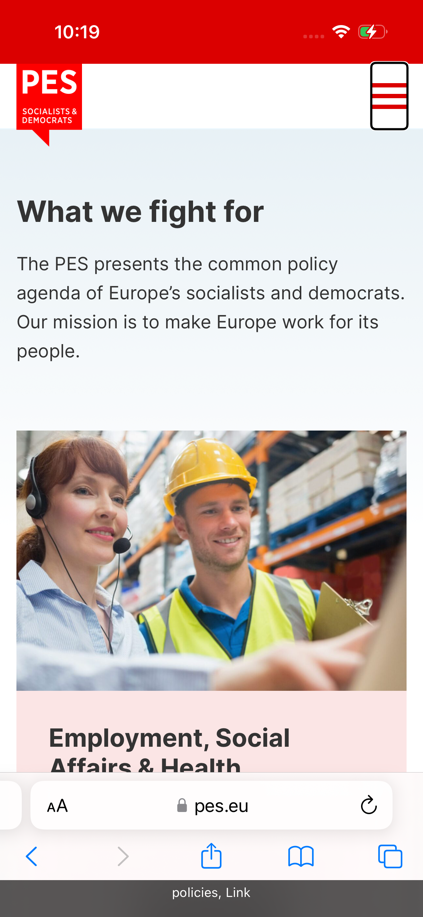 10:19
PES
SOCIALISTS &
DEMOCRATS
What we fight for
The PES presents the common policy
agenda of Europe’s socialists and democrats.
Our mission is to make Europe work for its
people.
Employment, Social
Affairs & Health
AA
pes.eu
policies, Link